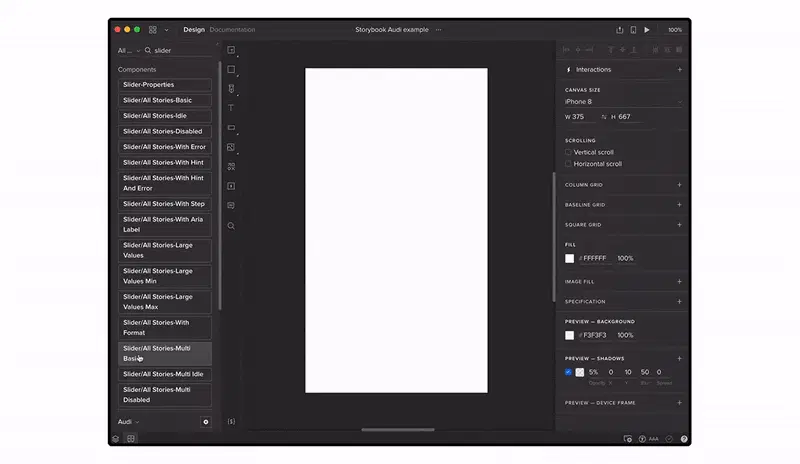 Design Documentation
Storybook Audi example
100%
All ...
slider
Components
Slider-Properties
Slider/All Stories-Basic
Slider/All Stories-Idle
Slider/All Stories-Disabled
Slider/All Stories-With Error
Slider/All Stories-With Hint
Slider/All Stories-With Hint
And Error
Slider/All Stories-With Step
Slider/All Stories-With Aria
Label
Slider/All Stories-Large
Values
Slider/All Stories-Large
Values Min
Slider/All Stories-Large
Values Max
Slider/All Stories-With
Format
Slider/All Stories-Multi
Basic
Slider/All Stories-Multi Idle
Slider/All Stories-Multi
Disabled
Audi
Interactions
CANVAS SIZE
iPhone 8
W 375 H 667
SCROLLING
Vertical scroll
Horizontal scroll
COLUMN GRID
BASELINE GRID
SQUARE GRID
FILL
# FFFFFF 100%
IMAGE FILL
SPECIFICATION
PREVIEW — BACKGROUND
# F3F3F3 100%
PREVIEW — SHADOWS
5% 0 10 50 0
Opacity X Y Blur Spread
PREVIEW — DEVICE FRAME
AAA